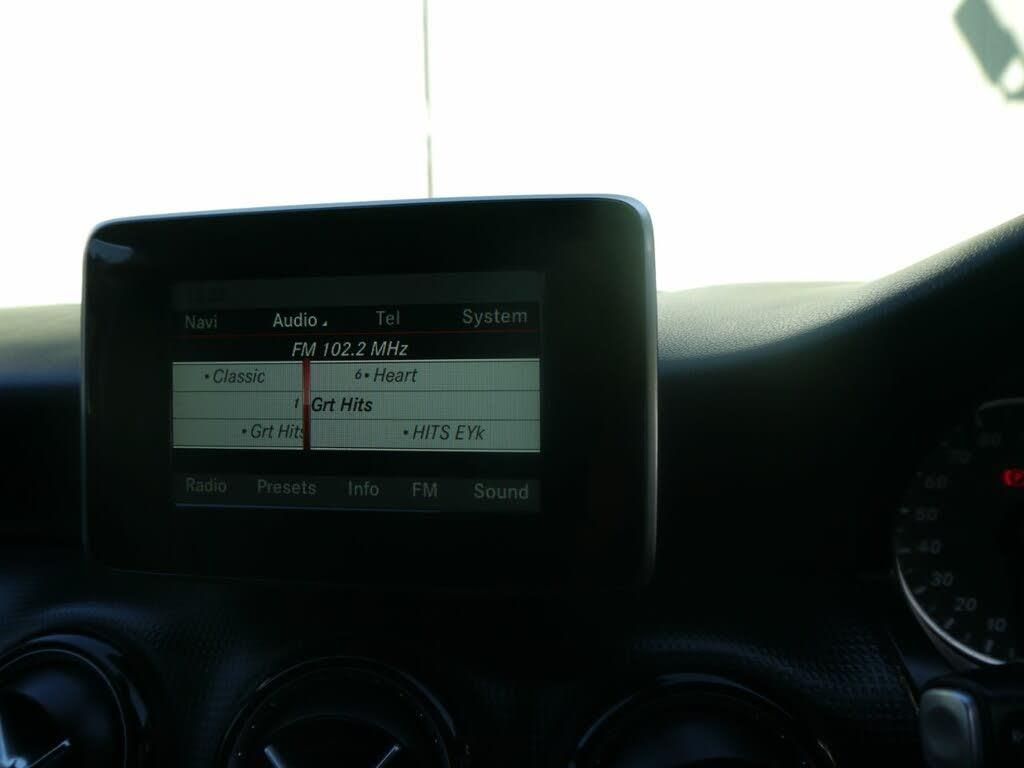 Navi Audio Tel System
FM 102.2 MHz
• Classic 6• Heart
1 Grt Hits
• Grt Hits • HITS EYk
Radio Presets Info FM Sound
80
70
60
50
40
30
20
10